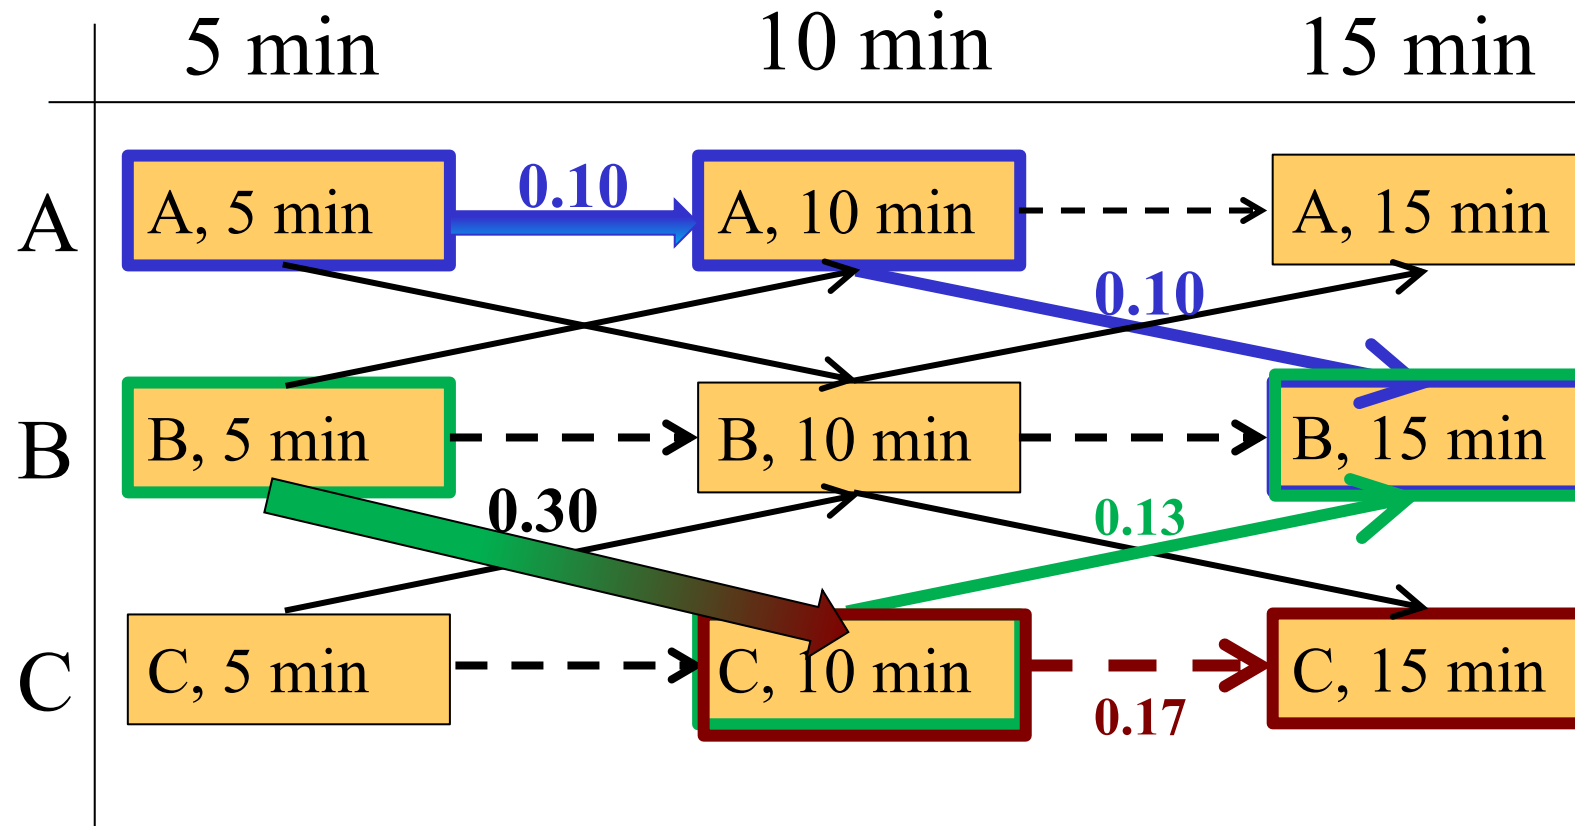 5 min 10 min 15 min
A A, 5 min 0.10 A, 10 min A, 15 min
0.10
B B, 5 min B, 10 min B, 15 min
0.30 0.13
C C, 5 min C, 10 min C, 15 min
0.17